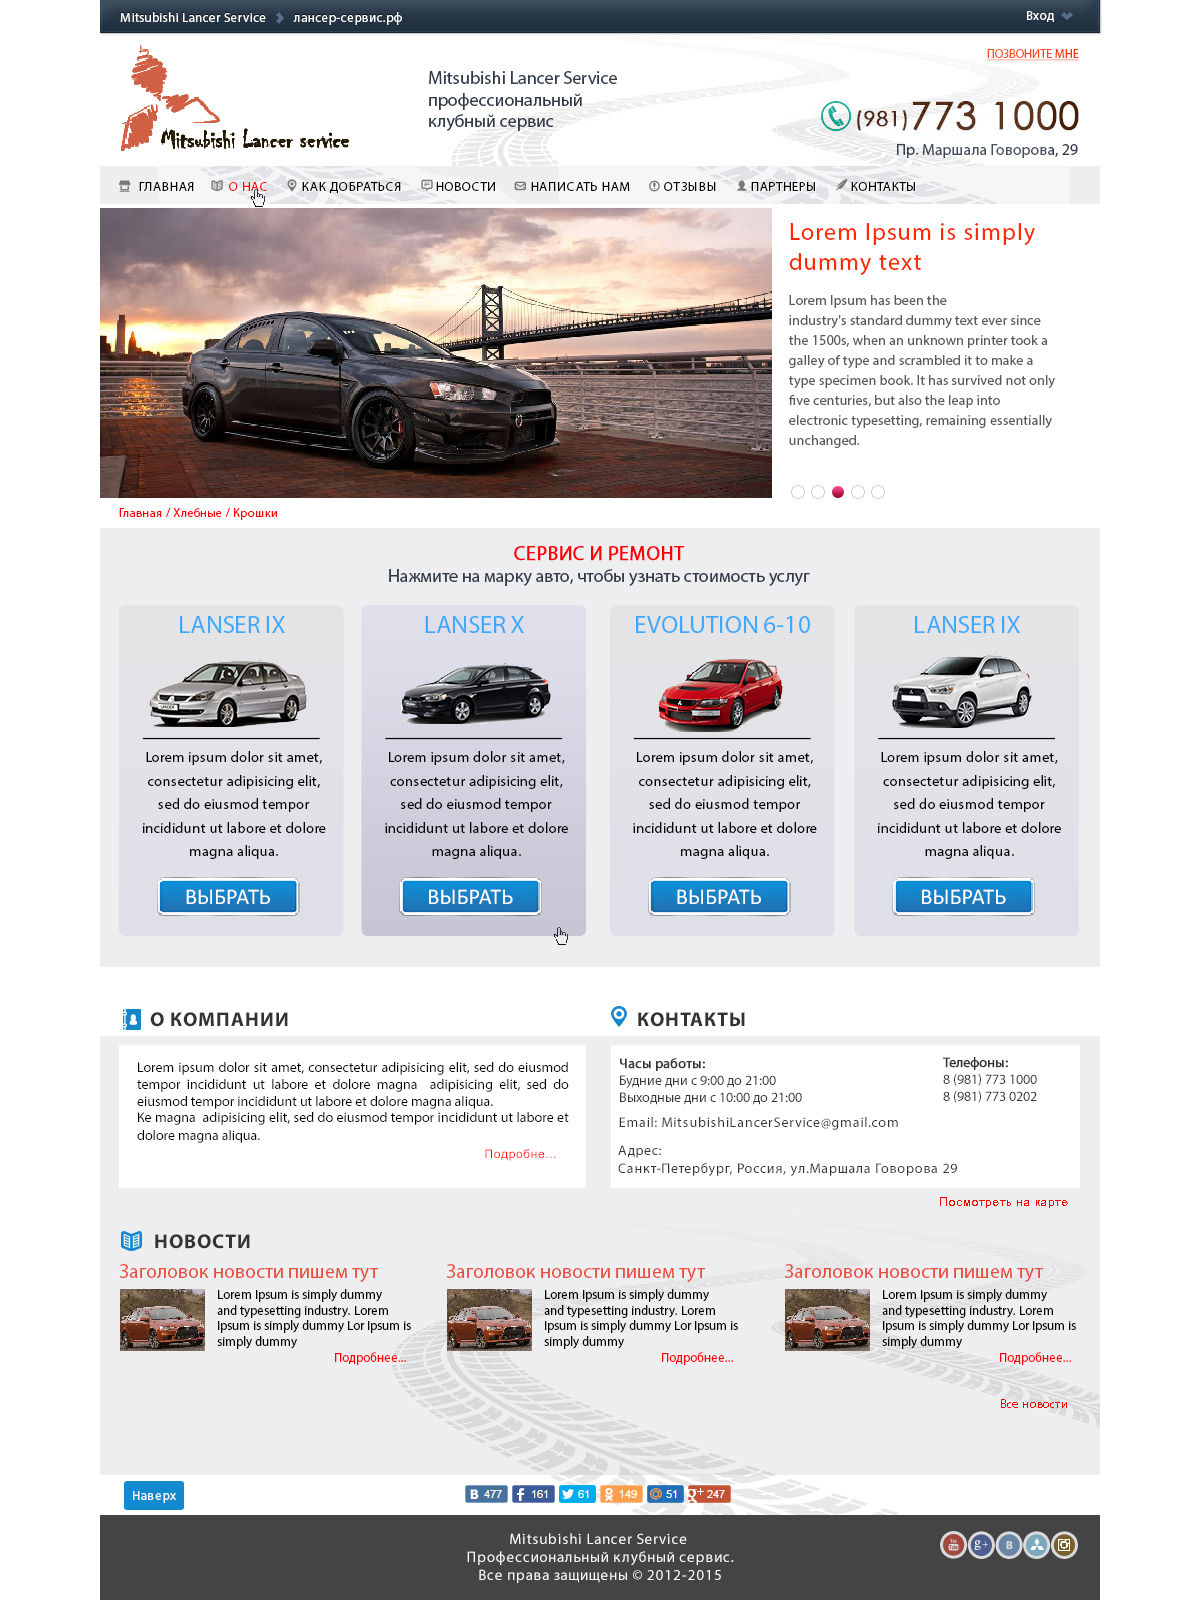 Mitsubishi Lancer Service лансер-сервис.рф
Вход
ПОЗВОНИТЕ МНЕ
Mitsubishi Lancer service
Mitsubishi Lancer Service
профессиональный
клубный сервис
(981) 773 1000
Пр. Маршала Говорова, 29
ГЛАВНАЯ О НАС КАК ДОБРАТЬСЯ НОВОСТИ НАПИСАТЬ НАМ ОТЗЫВЫ ПАРТНЕРЫ КОНТАКТЫ
Lorem Ipsum is simply
dummy text
Lorem Ipsum has been the
industry's standard dummy text ever since
the 1500s, when an unknown printer took a
galley of type and scrambled it to make a
type specimen book. It has survived not only
five centuries, but also the leap into
electronic typesetting, remaining essentially
unchanged.
Главная / Хлебные / Крошки
СЕРВИС И РЕМОНТ
Нажмите на марку авто, чтобы узнать стоимость услуг
LANSER IX
LANCER
Lorem ipsum dolor sit amet,
consectetur adipisicing elit,
sed do eiusmod tempor
incididunt ut labore et dolore
magna aliqua.
ВЫБРАТЬ
LANSER X
Lorem ipsum dolor sit amet,
consectetur adipisicing elit,
sed do eiusmod tempor
incididunt ut labore et dolore
magna aliqua.
ВЫБРАТЬ
EVOLUTION 6-10
Lorem ipsum dolor sit amet,
consectetur adipisicing elit,
sed do eiusmod tempor
incididunt ut labore et dolore
magna aliqua.
ВЫБРАТЬ
LANSER IX
Lorem ipsum dolor sit amet,
consectetur adipisicing elit,
sed do eiusmod tempor
incididunt ut labore et dolore
magna aliqua.
ВЫБРАТЬ
О КОМПАНИИ
Lorem ipsum dolor sit amet, consectetur adipisicing elit, sed do eiusmod
tempor incididunt ut labore et dolore magna adipisicing elit, sed do
eiusmod tempor incididunt ut labore et dolore magna aliqua.
Ke magna adipisicing elit, sed do eiusmod tempor incididunt ut labore et
dolore magna aliqua.
Подробне...
КОНТАКТЫ
Часы работы:
Будние дни с 9:00 до 21:00
Выходные дни с 10:00 до 21:00
Телефоны:
8 (981) 773 1000
8 (981) 773 0202
Email: MitsubishiLancerService@gmail.com
Адрес:
Санкт-Петербург, Россия, ул.Маршала Говорова 29
Посмотреть на карте
НОВОСТИ
Заголовок новости пишем тут
Lorem Ipsum is simply dummy
and typesetting industry. Lorem
Ipsum is simply dummy Lor Ipsum is
simply dummy
Подробнее...
Заголовок новости пишем тут
Lorem Ipsum is simply dummy
and typesetting industry. Lorem
Ipsum is simply dummy Lor Ipsum is
simply dummy
Подробнее...
Заголовок новости пишем тут
Lorem Ipsum is simply dummy
and typesetting industry. Lorem
Ipsum is simply dummy Lor Ipsum is
simply dummy
Подробнее...
Все новости
Наверх
В 477 f 161 61 149 @ 51 g+ 247
Mitsubishi Lancer Service
Профессиональный клубный сервис.
Все права защищены © 2012-2015
You g+ В